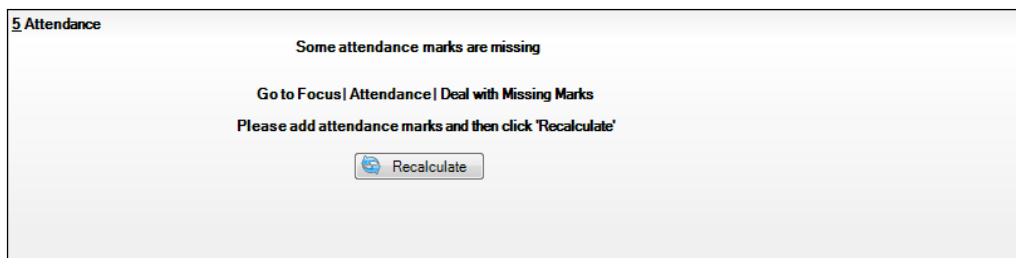 5 Attendance
Some attendance marks are missing
Go to Focus| Attendance| Deal with Missing Marks
Please add attendance marks and then click 'Recalculate'
Recalculate